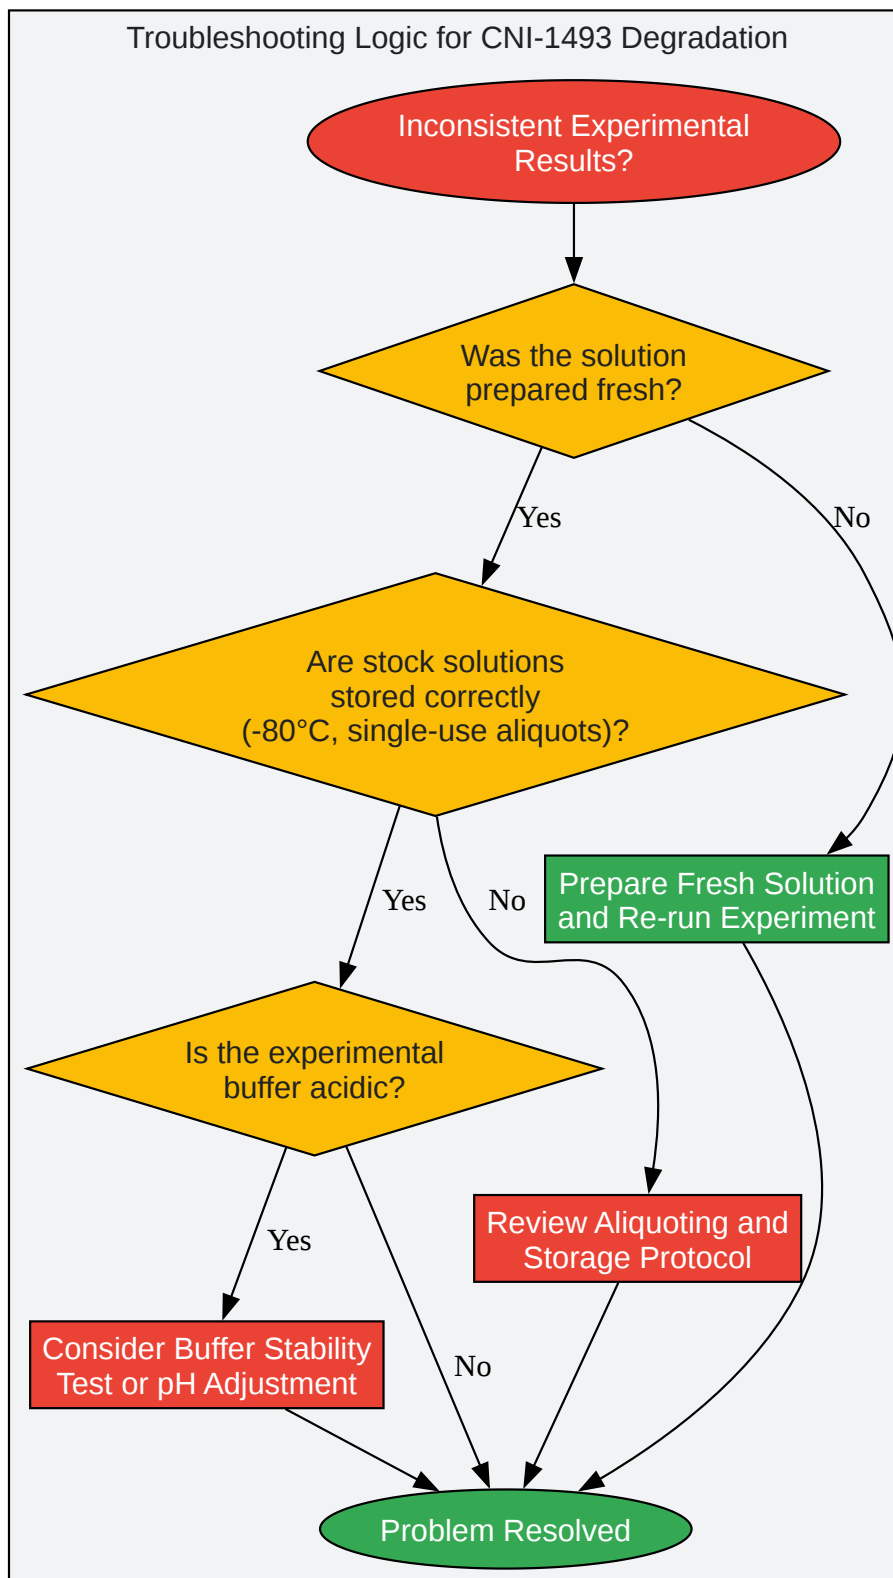 Troubleshooting Logic for CNI-1493 Degradation
Inconsistent Experimental
Results?
Was the solution
prepared fresh?
Yes
No
Are stock solutions
stored correctly
(-80°C, single-use aliquots)?
Yes
No
Prepare Fresh Solution
and Re-run Experiment
Is the experimental
buffer acidic?
Review Aliquoting and
Storage Protocol
Yes
Consider Buffer Stability
Test or pH Adjustment
No
Problem Resolved